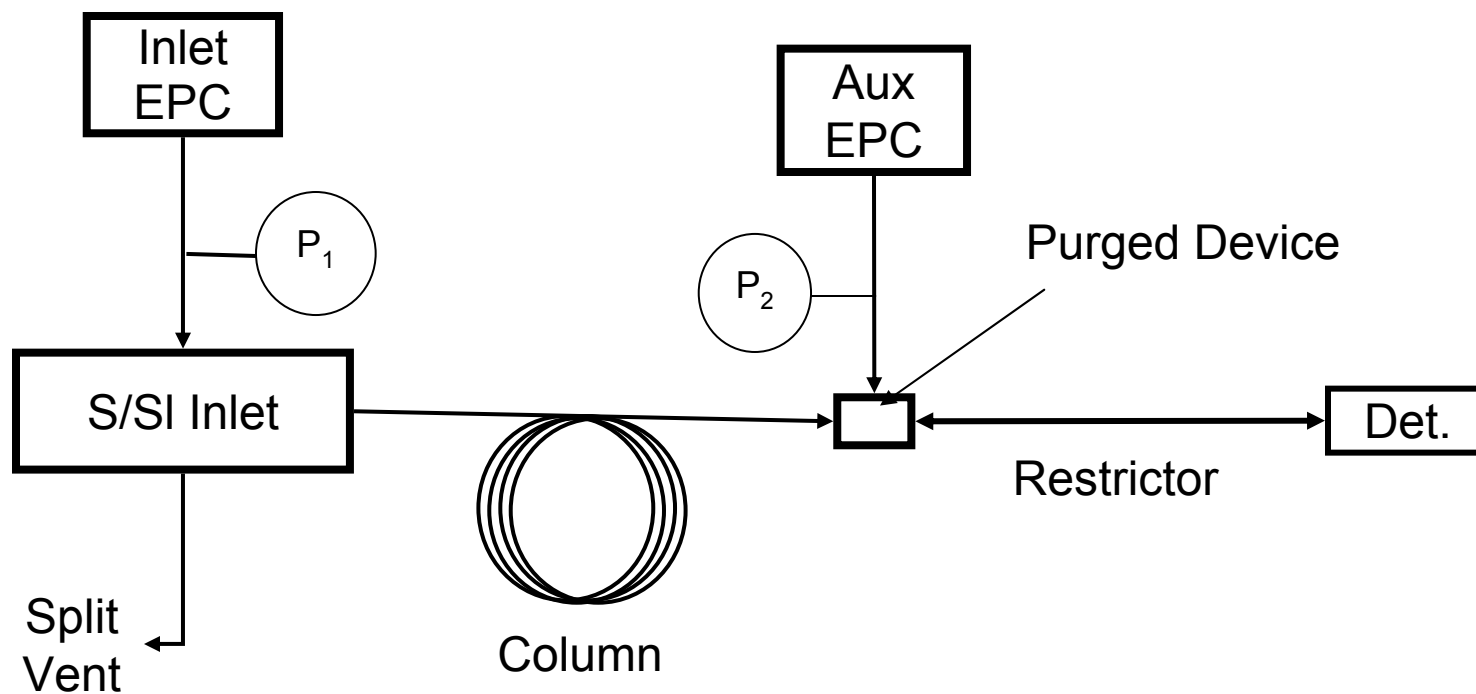 Inlet
EPC
Aux
EPC
P₁
P₂
Purged Device
S/SI Inlet
Det.
Restrictor
Split
Vent
Column